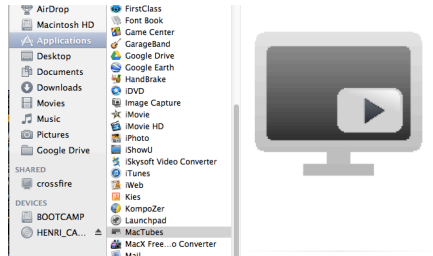 AirDrop
Macintosh HD
Applications
Desktop
Documents
Downloads
Movies
Music
Pictures
Google Drive
SHARED
crossfire
DEVICES
BOOTCAMP
HENRI_CA...
FirstClass
Font Book
Game Center
GarageBand
Google Drive
Google Earth
HandBrake
iDVD
Image Capture
iMovie
iMovie HD
iPhoto
iShowU
iSkysoft Video Converter
iTunes
iWeb
Kies
KompoZer
Launchpad
MacTubes
MacX Free...o Converter
Mail